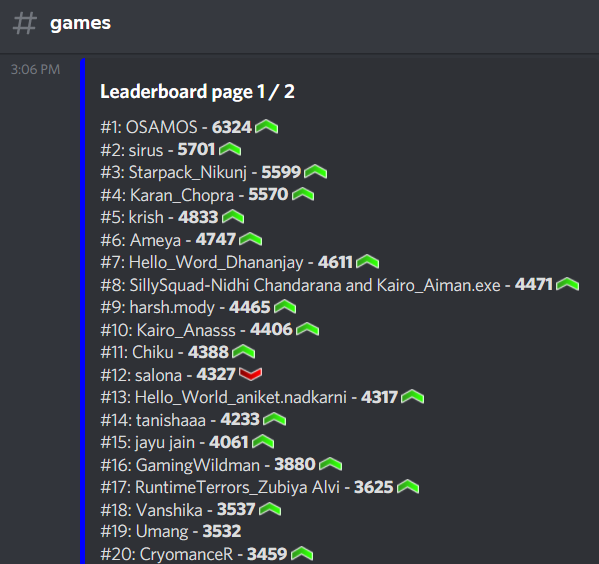 # games
3:06 PM
Leaderboard page 1 / 2
#1: OSAMOS - 6324
#2: sirus - 5701
#3: Starpack_Nikunj - 5599
#4: Karan_Chopra - 5570
#5: krish - 4833
#6: Ameya - 4747
#7: Hello_Word_Dhananjay - 4611
#8: SillySquad-Nidhi Chandarana and Kairo_Aiman.exe - 4471
#9: harsh.mody - 4465
#10: Kairo_Anasss - 4406
#11: Chiku - 4388
#12: salona - 4327
#13: Hello_World_aniket.nadkarni - 4317
#14: tanishaaa - 4233
#15: jayu jain - 4061
#16: GamingWildman - 3880
#17: RuntimeTerrors_Zubiya Alvi - 3625
#18: Vanshika - 3537
#19: Umang - 3532
#20: CryomanceR - 3459